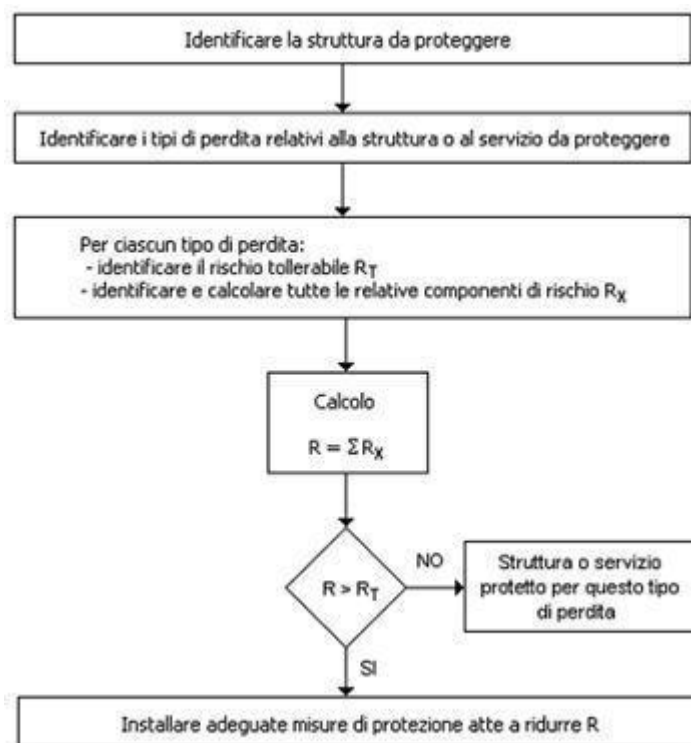 Identificare la struttura da proteggere
Identificare i tipi di perdita relativi alla struttura o al servizio da proteggere
Per ciascun tipo di perdita:
- identificare il rischio tollerabile RT
- identificare e calcolare tutte le relative componenti di rischio RX
Calcolo
R = ΣRX
R > RT
NO
Struttura o servizio
protetto per questo tipo
di perdita
SI
Installare adeguate misure di protezione atte a ridurre R